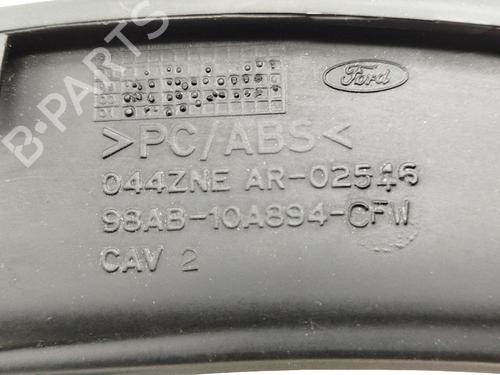 Ford
>PC/ABS<
044ZNE AR-02546
98AB-10A894-CFW
CAV 2
B-PARTS